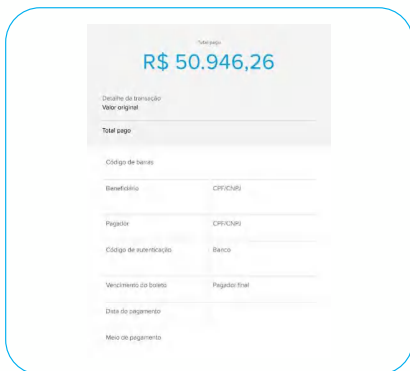 Total pago
R$ 50.946,26
Detalhe da transação
Valor original
Total pago
Código de barras
Beneficiário CPF/CNPJ
Pagador CPF/CNPJ
Código de autenticação Banco
Vencimento do boleto Pagador final
Data do pagamento
Meio de pagamento